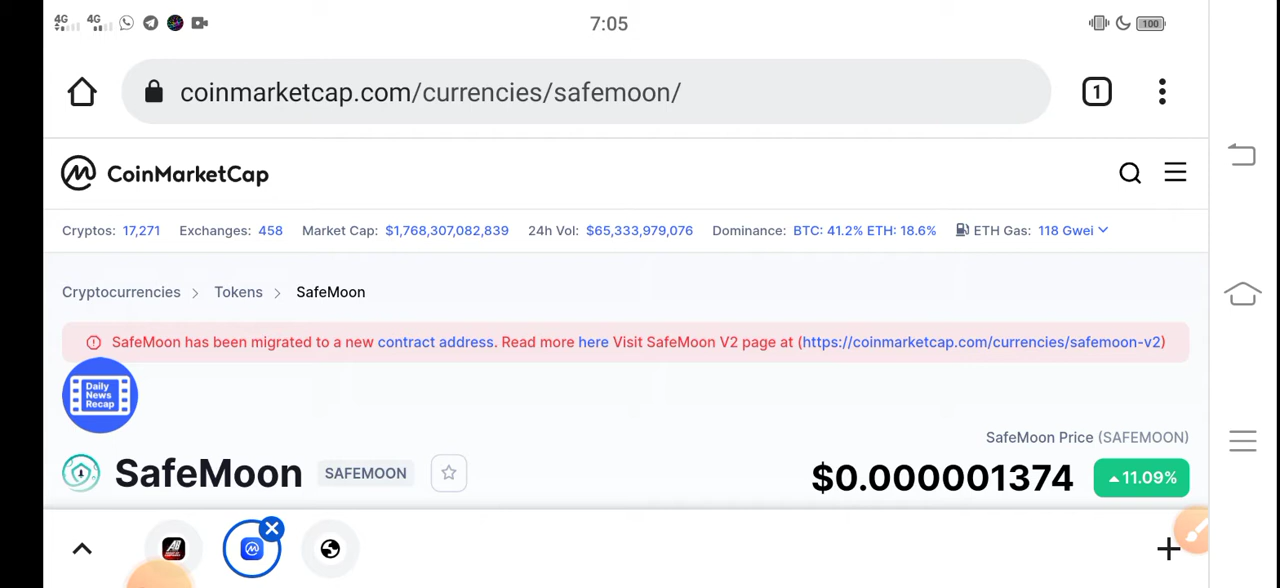 4G 4G 7:05 100
coinmarketcap.com/currencies/safemoon/ 1
CoinMarketCap
Cryptos: 17,271 Exchanges: 458 Market Cap: $1,768,307,082,839 24h Vol: $65,333,979,076 Dominance: BTC: 41.2% ETH: 18.6% ETH Gas: 118 Gwei
Cryptocurrencies > Tokens > SafeMoon
SafeMoon has been migrated to a new contract address. Read more here Visit SafeMoon V2 page at (https://coinmarketcap.com/currencies/safemoon-v2)
Daily
News
Recap
SafeMoon Price (SAFEMOON)
SafeMoon SAFEMOON $0.000001374 11.09%